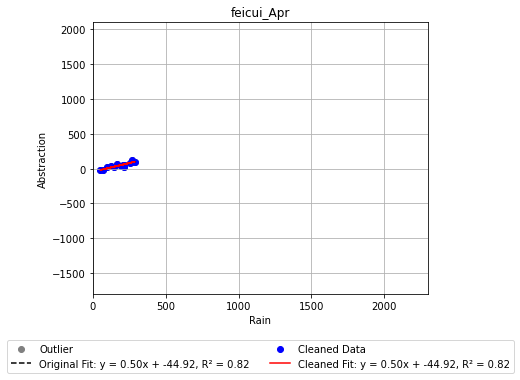 feicui_Apr
2000
1500
1000
500
0
−500
−1000
−1500
Abstraction
0 500 1000 1500 2000
Rain
Outlier
Original Fit: y = 0.50x + -44.92, R² = 0.82
Cleaned Data
Cleaned Fit: y = 0.50x + -44.92, R² = 0.82